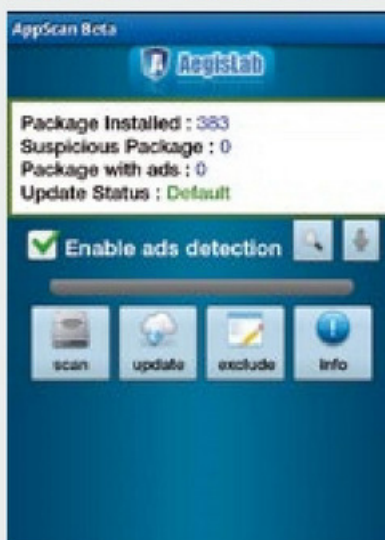 AppScan Beta
AegisLab
Package Installed : 383
Suspicious Package : 0
Package with ads : 0
Update Status : Default
Enable ads detection
scan update exclude info